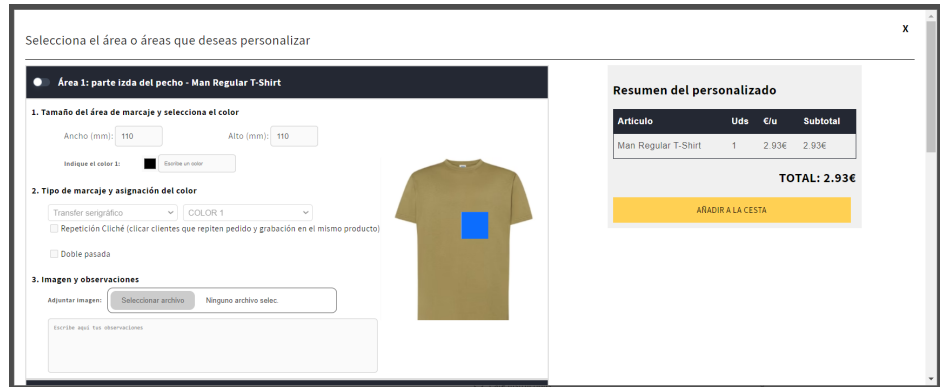 X
Selecciona el área o áreas que deseas personalizar
Área 1: parte izda del pecho - Man Regular T-Shirt
1. Tamaño del área de marcaje y selecciona el color
Ancho (mm): 110 Alto (mm): 110
Indique el color 1: Escribe un color
2. Tipo de marcaje y asignación del color
Transfer serigráfico COLOR 1
Repetición Cliché (clicar clientes que repiten pedido y grabación en el mismo producto)
Doble pasada
3. Imagen y observaciones
Adjuntar imagen: Seleccionar archivo Ninguno archivo selec.
Escribe aquí tus observaciones
Resumen del personalizado
Articulo Uds €/u Subtotal
Man Regular T-Shirt 1 2.93€ 2.93€
TOTAL: 2.93€
AÑADIR A LA CESTA